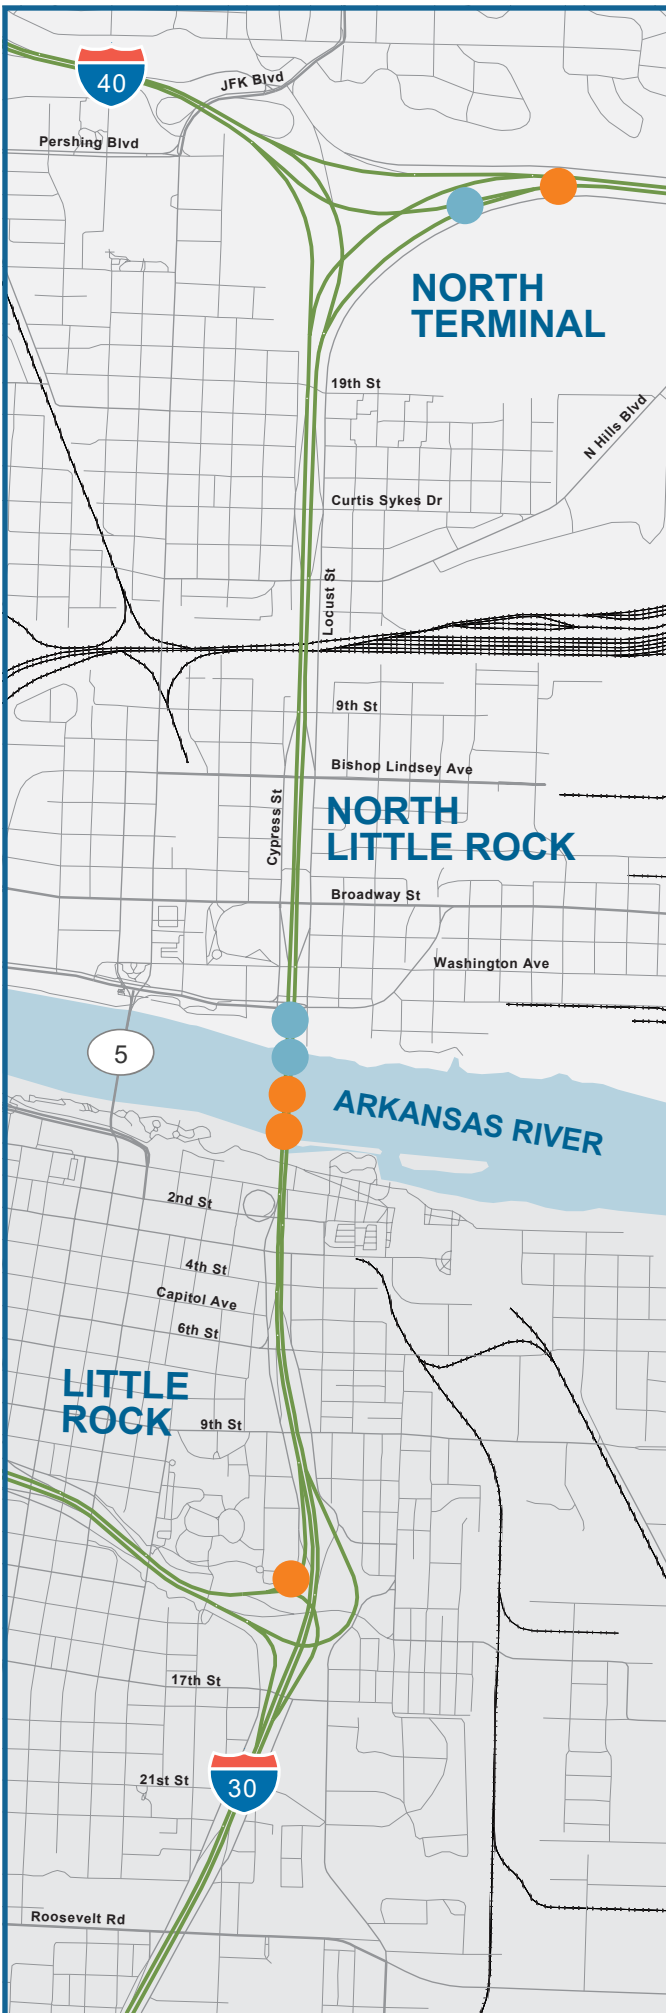 40
JFK Blvd
Pershing Blvd
NORTH
TERMINAL
19th St
N Hills Blvd
Curtis Sykes Dr
Locust St
9th St
Bishop Lindsey Ave
Cypress St
NORTH
LITTLE ROCK
Broadway St
Washington Ave
5
ARKANSAS RIVER
2nd St
4th St
Capitol Ave
6th St
LITTLE
ROCK
9th St
17th St
21st St
30
Roosevelt Rd